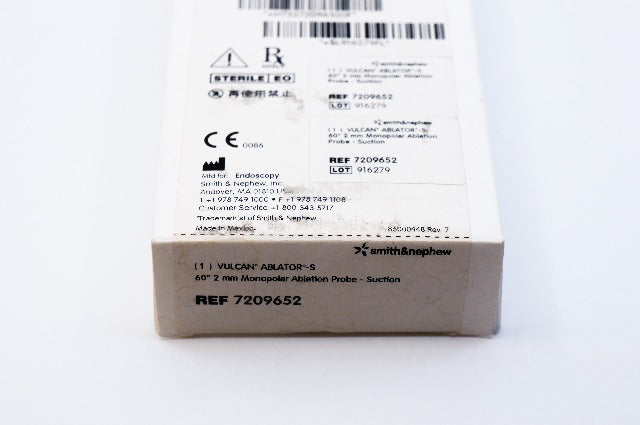 Rx
smith&nephew
(1) VULCAN® ABLATOR™-S
60° 2 mm Monopolar Ablation
Probe - Suction
STERILE EO
REF 7209652
LOT 916279
再使用禁止
smith&nephew
(1) VULCAN® ABLATOR™-S
60° 2 mm Monopolar Ablation
Probe - Suction
CE 0086
REF 7209652
LOT 916279
Mfd for Endoscopy
Smith & Nephew, Inc.
Andover, MA 01810 USA
T +1 978 749 1000 • F +1 978 749 1108
Customer Service +1 800 343 5717
™Trademark(s) of Smith & Nephew
Made in Mexico
Rev. 7
smith&nephew
(1) VULCAN® ABLATOR™-S
60° 2 mm Monopolar Ablation Probe - Suction
REF 7209652